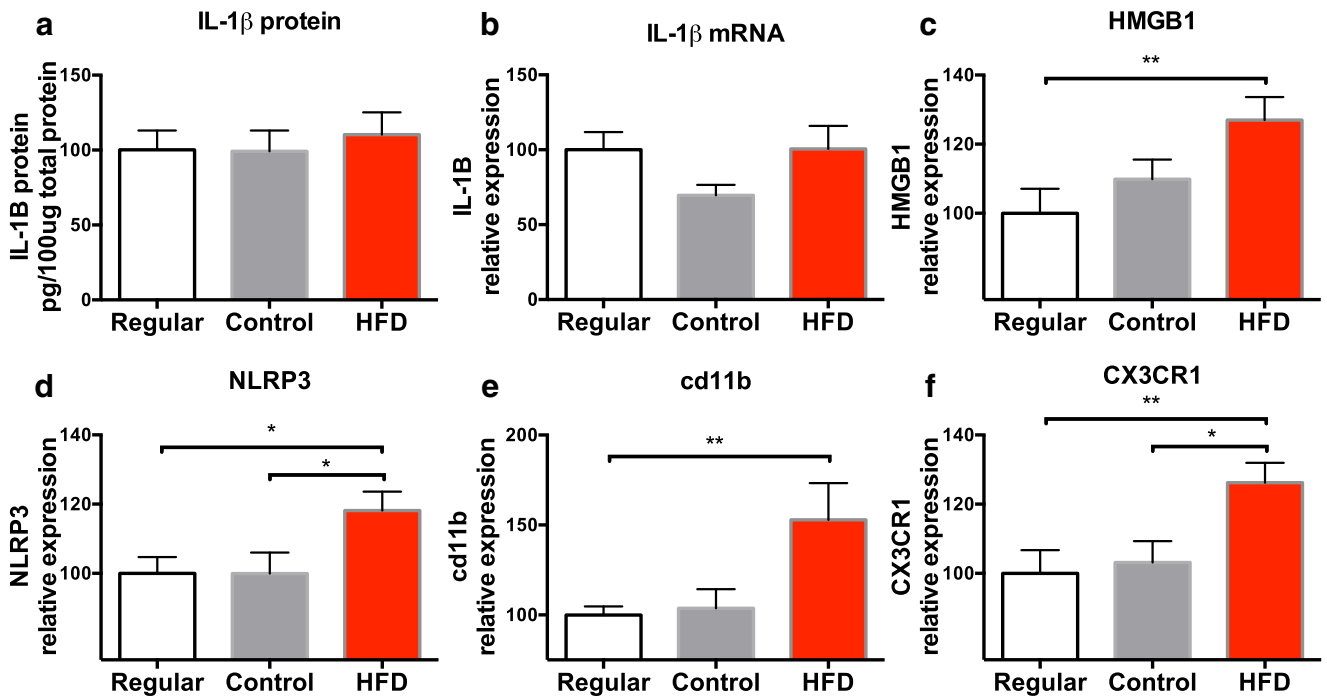 a
IL-1β protein
IL-1B protein
pg/100ug total protein
150
100
50
0
Regular Control HFD
b
IL-1β mRNA
IL-1B
relative expression
150
100
50
0
Regular Control HFD
c
HMGB1
HMGB1
relative expression
140
120
100
**
Regular Control HFD
d
NLRP3
NLRP3
relative expression
140
120
100
*
*
Regular Control HFD
e
cd11b
cd11b
relative expression
200
150
100
**
Regular Control HFD
f
CX3CR1
CX3CR1
relative expression
140
120
100
**
*
Regular Control HFD